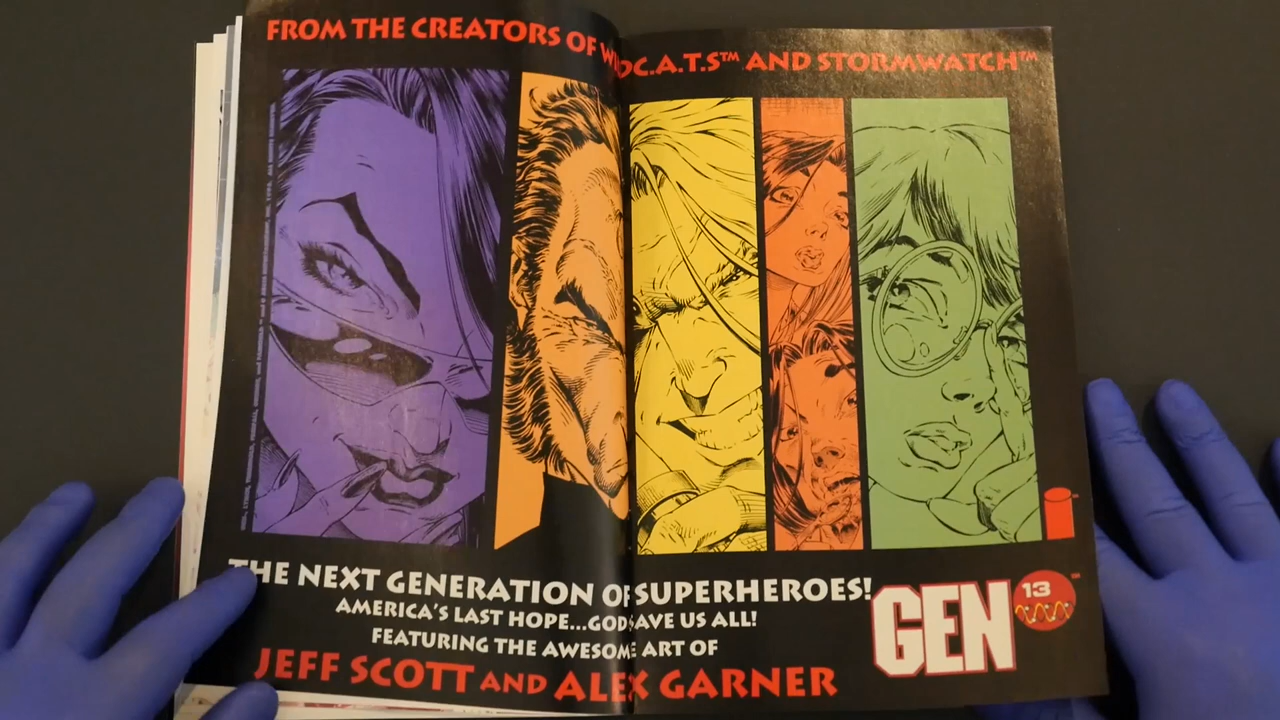 FROM THE CREATORS OF WILDC.A.T.S™ AND STORMWATCH™
THE NEXT GENERATION OF SUPERHEROES!
AMERICA'S LAST HOPE...GOD SAVE US ALL!
FEATURING THE AWESOME ART OF
JEFF SCOTT AND ALEX GARNER
GEN 13